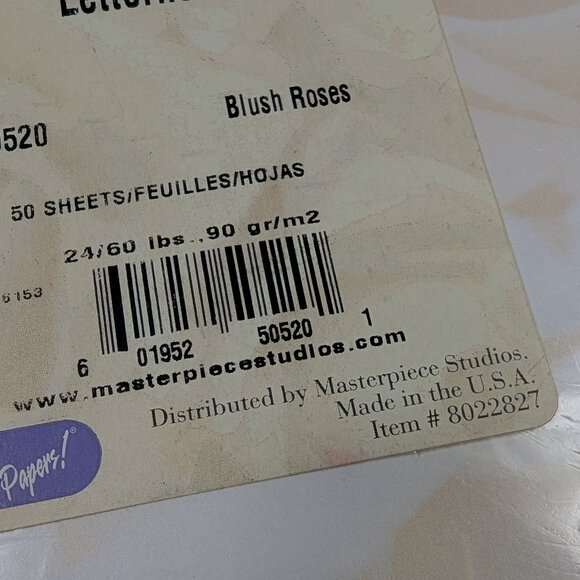 Blush Roses
50 SHEETS/FEUILLES/HOJAS
24/60 lbs.,90 gr/m2
6153
6 01952 50520 1
www.masterpiecestudios.com
Distributed by Masterpiece Studios.
Made in the U.S.A.
Item # 8022827
Papers!®